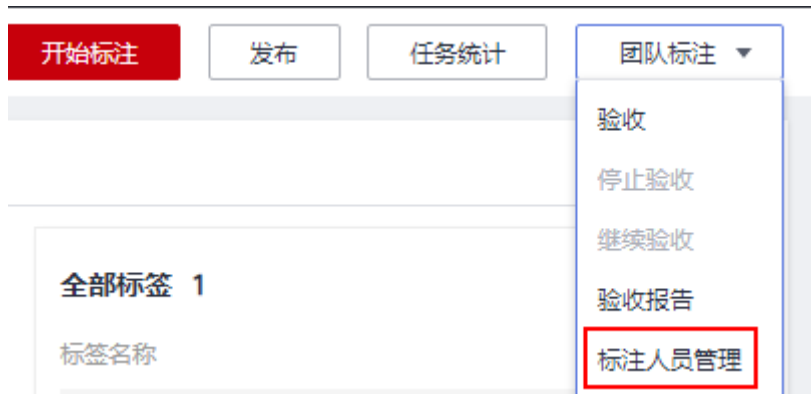 开始标注 发布 任务统计 团队标注
验收
停止验收
继续验收
全部标签 1
验收报告
标签名称
标注人员管理